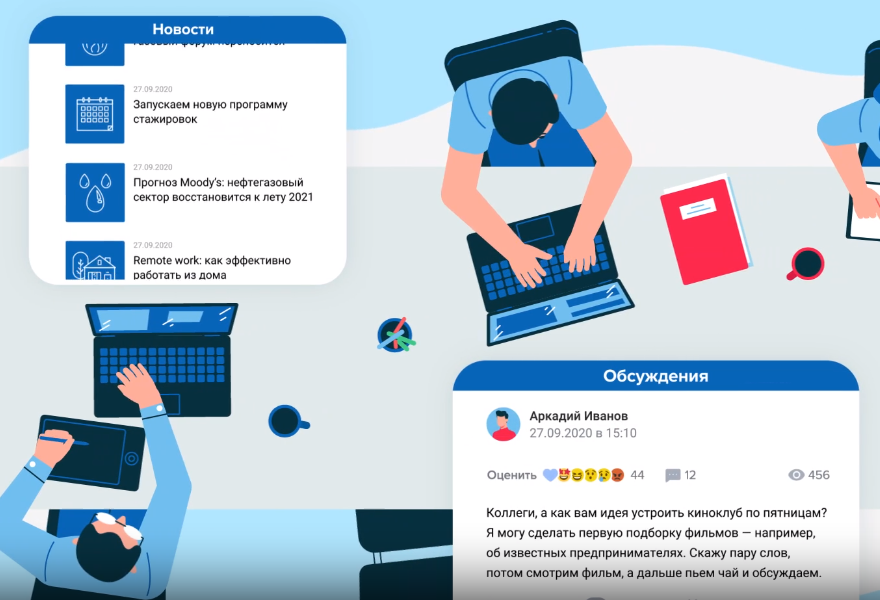 Новости
27.09.2020
Запускаем новую программу
стажировок
27.09.2020
Прогноз Moody's: нефтегазовый
сектор восстановится к лету 2021
27.09.2020
Remote work: как эффективно
работать из дома
Обсуждения
Аркадий Иванов
27.09.2020 в 15:10
Оценить 44 12 456
Коллеги, а как вам идея устроить киноклуб по пятницам?
Я могу сделать первую подборку фильмов — например,
об известных предпринимателях. Скажу пару слов,
потом смотрим фильм, а дальше пьем чай и обсуждаем.